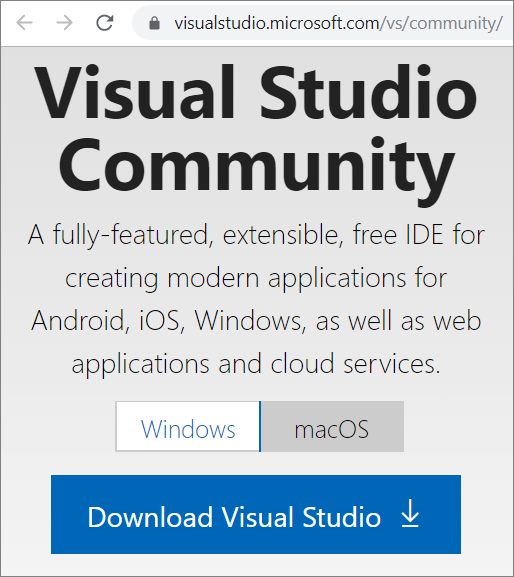 visualstudio.microsoft.com/vs/community/
Visual Studio
Community
A fully-featured, extensible, free IDE for
creating modern applications for
Android, iOS, Windows, as well as web
applications and cloud services.
Windows macOS
Download Visual Studio